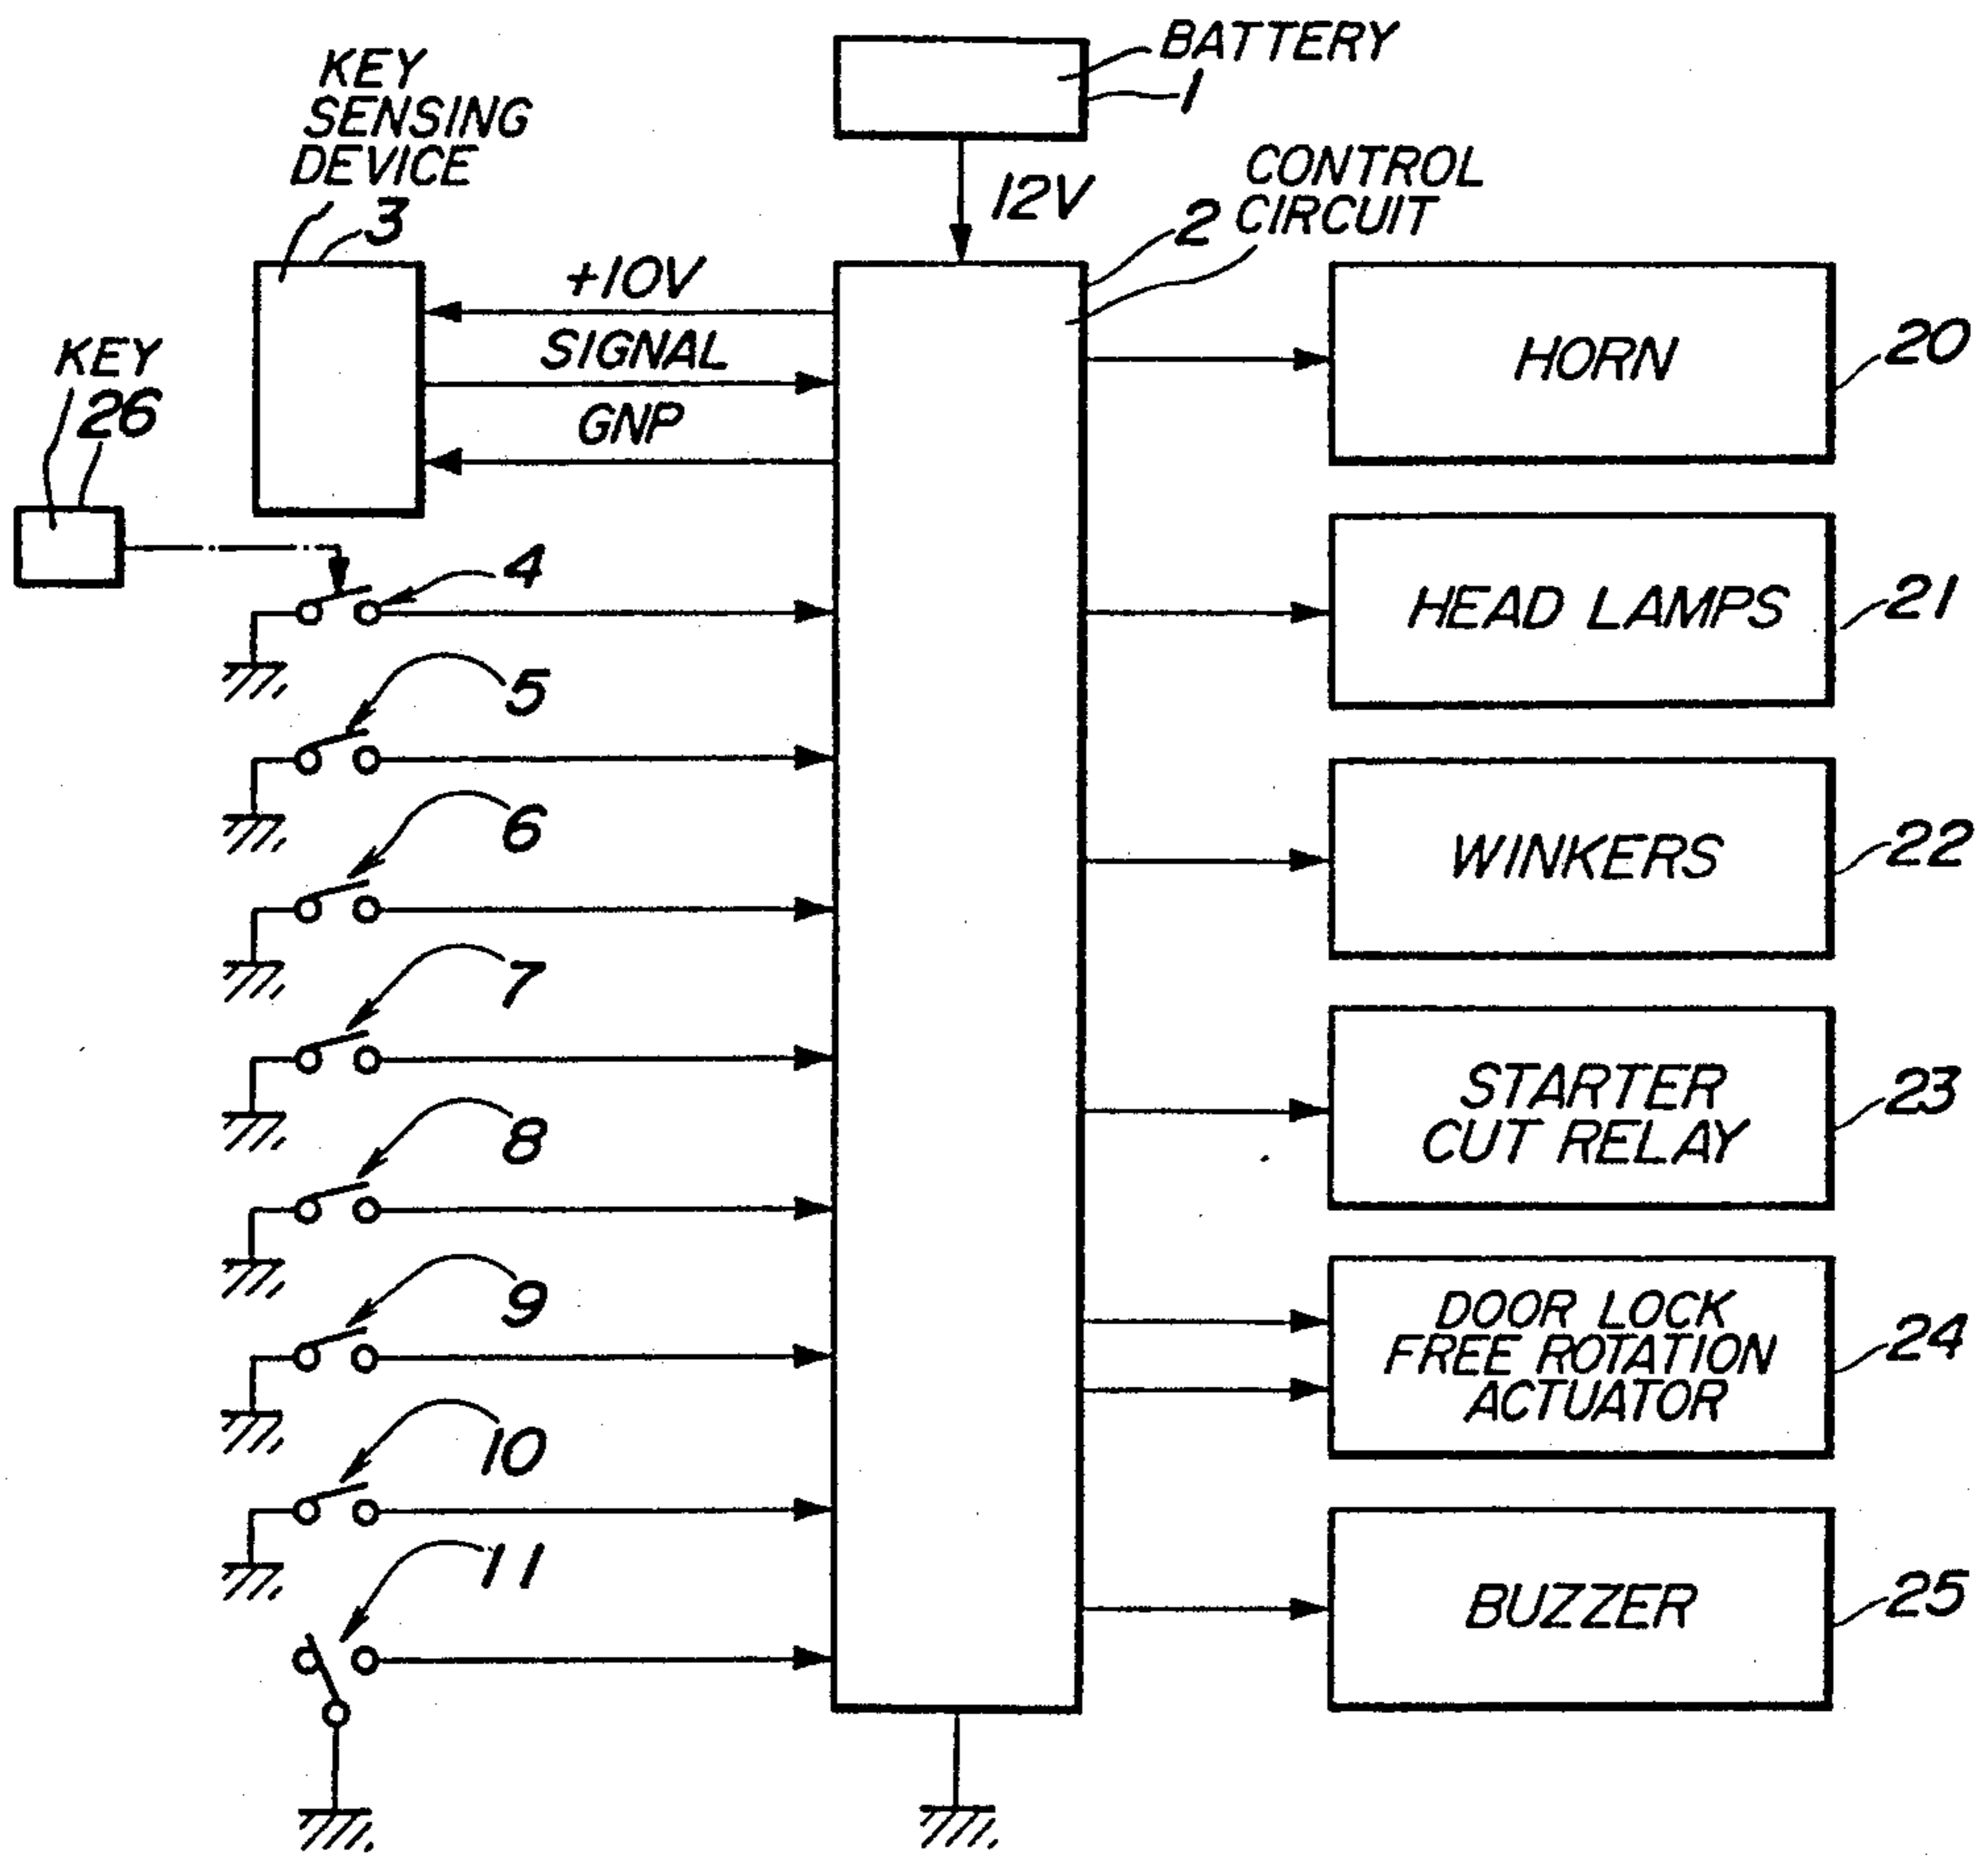 BATTERY
1
KEY
SENSING
DEVICE
3
12V
CONTROL
CIRCUIT
2
+10V
SIGNAL
GNP
KEY
26
HORN
20
4
HEAD LAMPS
21
5
6
WINKERS
22
7
8
STARTER
CUT RELAY
23
9
DOOR LOCK
FREE ROTATION
ACTUATOR
24
10
11
BUZZER
25